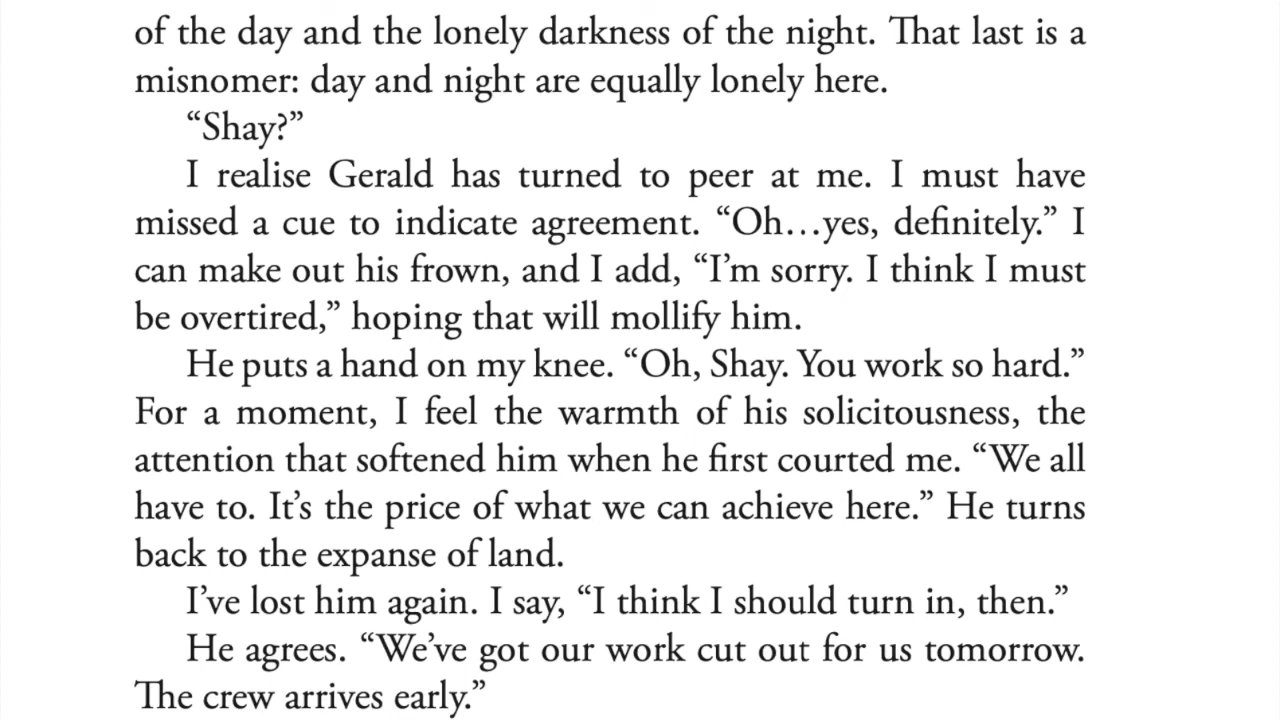 of the day and the lonely darkness of the night. That last is a
misnomer: day and night are equally lonely here.
“Shay?”
I realise Gerald has turned to peer at me. I must have
missed a cue to indicate agreement. “Oh…yes, definitely.” I
can make out his frown, and I add, “I’m sorry. I think I must
be overtired,” hoping that will mollify him.
He puts a hand on my knee. “Oh, Shay. You work so hard.”
For a moment, I feel the warmth of his solicitousness, the
attention that softened him when he first courted me. “We all
have to. It’s the price of what we can achieve here.” He turns
back to the expanse of land.
I’ve lost him again. I say, “I think I should turn in, then.”
He agrees. “We’ve got our work cut out for us tomorrow.
The crew arrives early.”